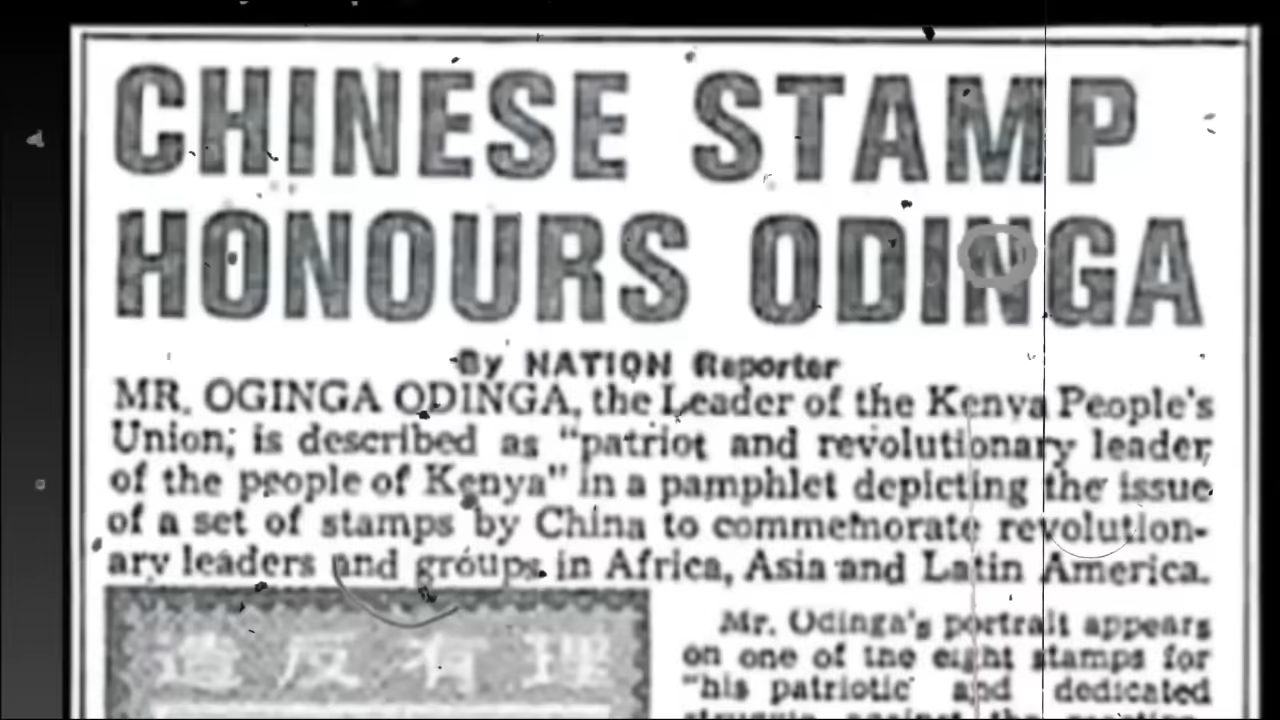 CHINESE STAMP
HONOURS ODINGA
By NATION Reporter
MR. OGINGA ODINGA, the Leader of the Kenya People's
Union, is described as "patriot and revolutionary leader
of the people of Kenya" in a pamphlet depicting the issue
of a set of stamps by China to commemorate revolution-
ary leaders and groups in Africa, Asia and Latin America.
造反有理
Mr. Odinga's portrait appears
on one of the eight stamps for
"his patriotic and dedicated
struggle against the